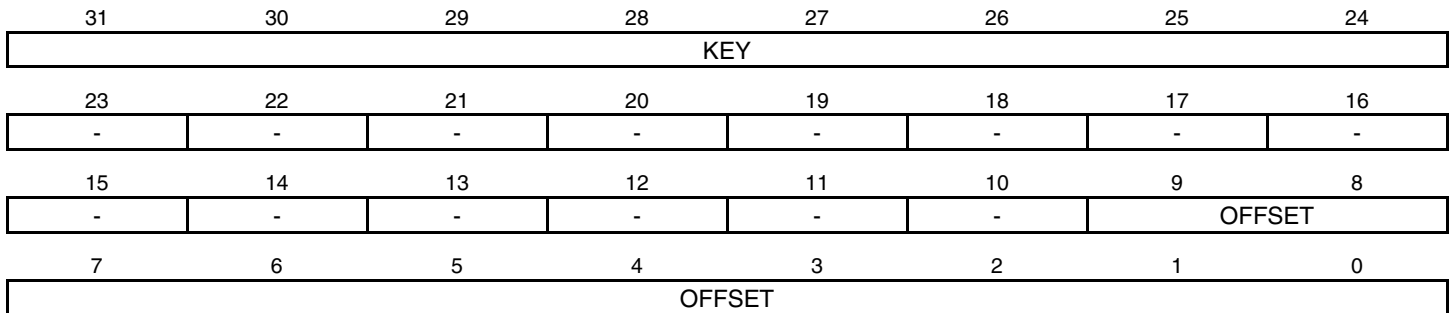 31 30 29 28 27 26 25 24
KEY
23 22 21 20 19 18 17 16
- - - - - - - -
15 14 13 12 11 10 9 8
- - - - - - OFFSET
7 6 5 4 3 2 1 0
OFFSET